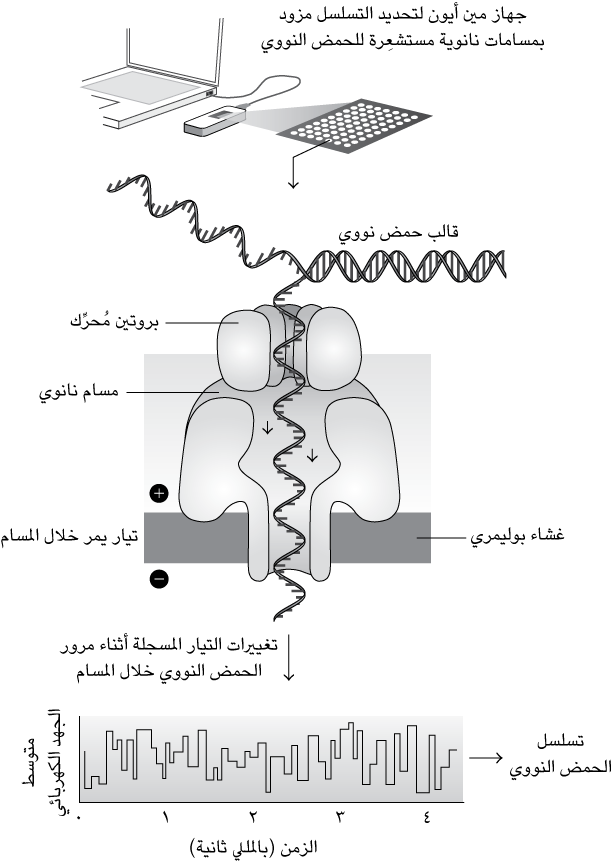 جهاز مين أيون لتحديد التسلسل مزود
بمسامات نانوية مستشعِرة للحمض النووي
قالب حمض نووي
بروتين مُحرِّك
مسام نانوي
+
تيار يمر خلال المسام
غشاء بوليمري
−
تغييرات التيار المسجلة أثناء مرور
الحمض النووي خلال المسام
متوسط
الجهد الكهربائي
تسلسل
الحمض النووي
٠ ١ ٢ ٣ ٤
الزمن (بالمللي ثانية)